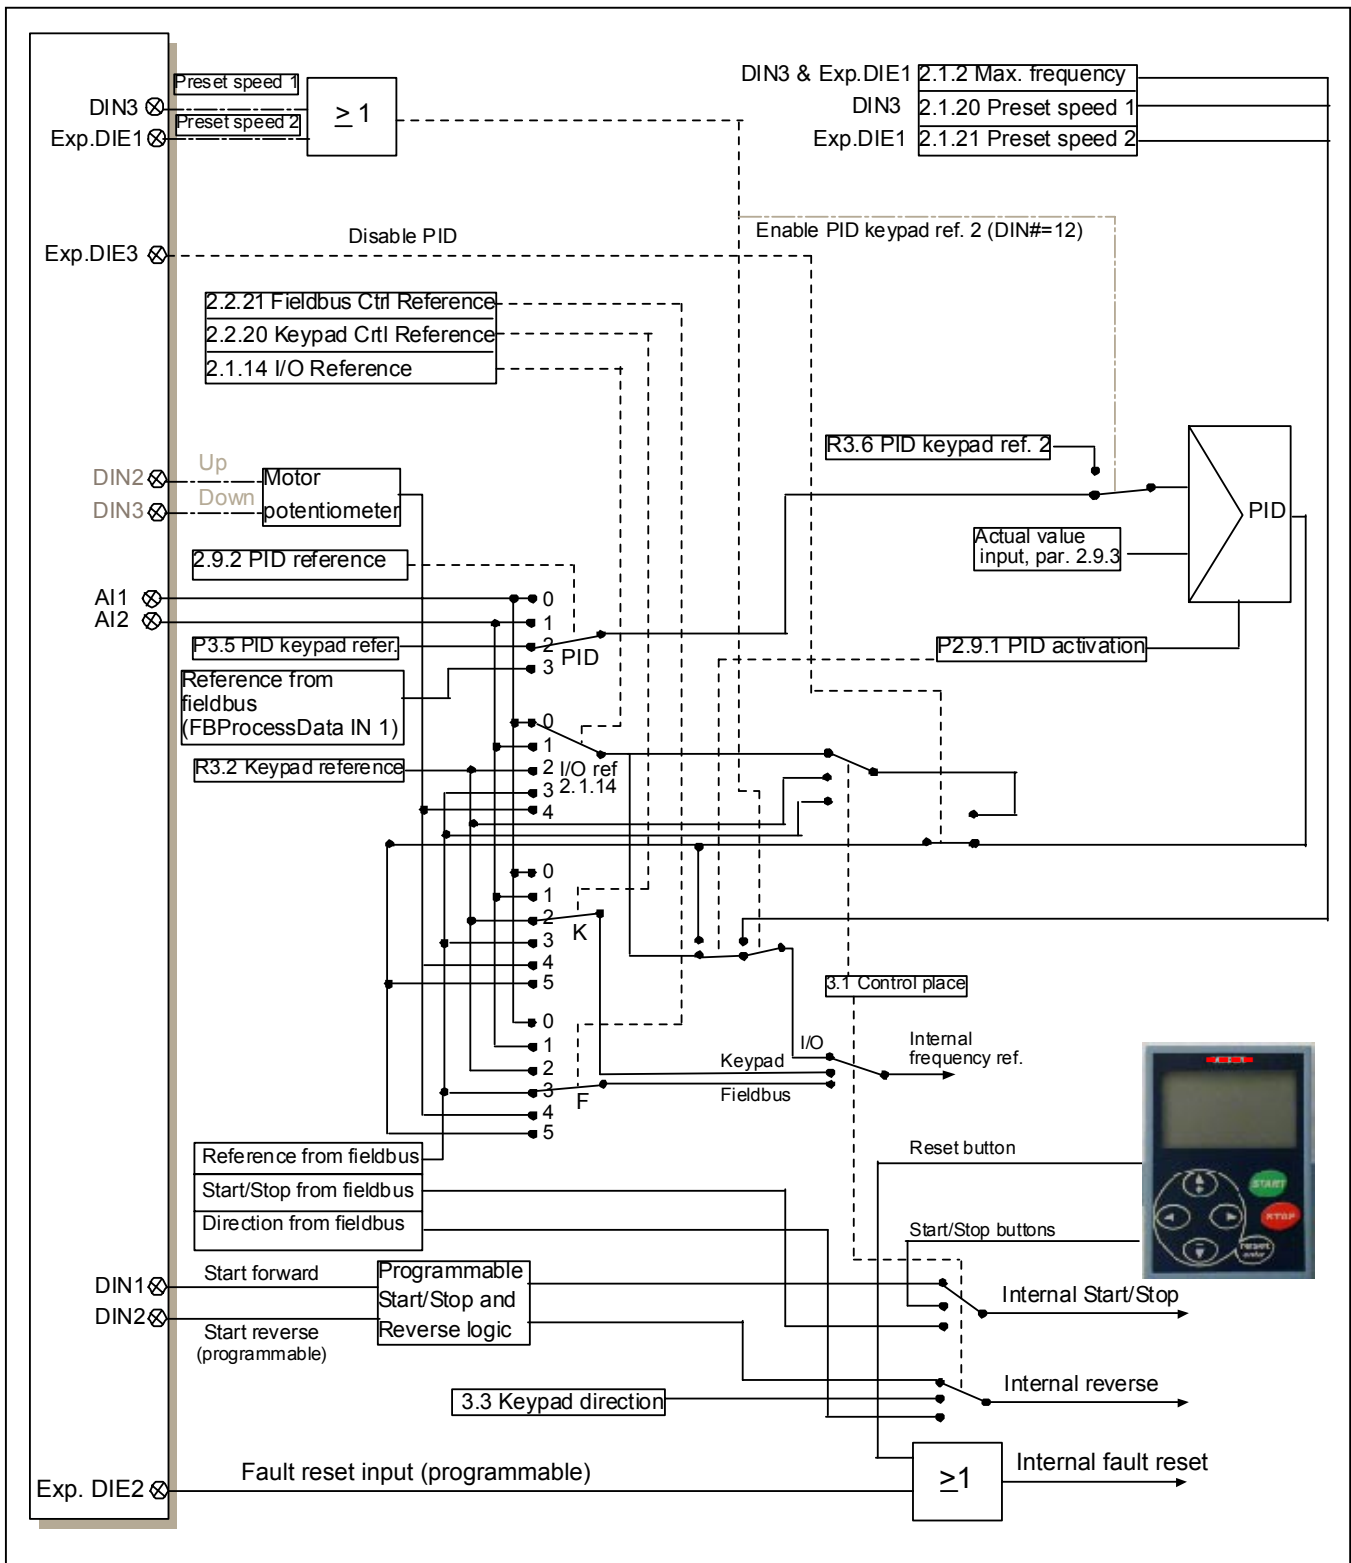 Preset speed 1
DIN3
Preset speed 2
Exp.DIE1
≥ 1
DIN3 & Exp.DIE1
2.1.2 Max. frequency
DIN3
2.1.20 Preset speed 1
Exp.DIE1
2.1.21 Preset speed 2
Exp.DIE3
Disable PID
Enable PID keypad ref. 2 (DIN#=12)
2.2.21 Fieldbus Ctrl Reference
2.2.20 Keypad Crtl Reference
2.1.14 I/O Reference
R3.6 PID keypad ref. 2
DIN2
Up
DIN3
Down
Motor
potentiometer
PID
Actual value
input, par. 2.9.3
2.9.2 PID reference
AI1
AI2
0
1
2
3
PID
P3.5 PID keypad refer.
P2.9.1 PID activation
Reference from
fieldbus
(FBProcessData IN 1)
R3.2 Keypad reference
0
1
2
3
4
I/O ref
2.1.14
0
1
2
3
4
5
K
3.1 Control place
0
1
2
3
4
5
F
I/O
Keypad
Fieldbus
Internal
frequency ref.
Reference from fieldbus
Start/Stop from fieldbus
Direction from fieldbus
Reset button
Start/Stop buttons
START
STOP
reset
enter
DIN1
Start forward
DIN2
Start reverse
(programmable)
Programmable
Start/Stop and
Reverse logic
Internal Start/Stop
3.3 Keypad direction
Internal reverse
Exp. DIE2
Fault reset input (programmable)
≥1
Internal fault reset